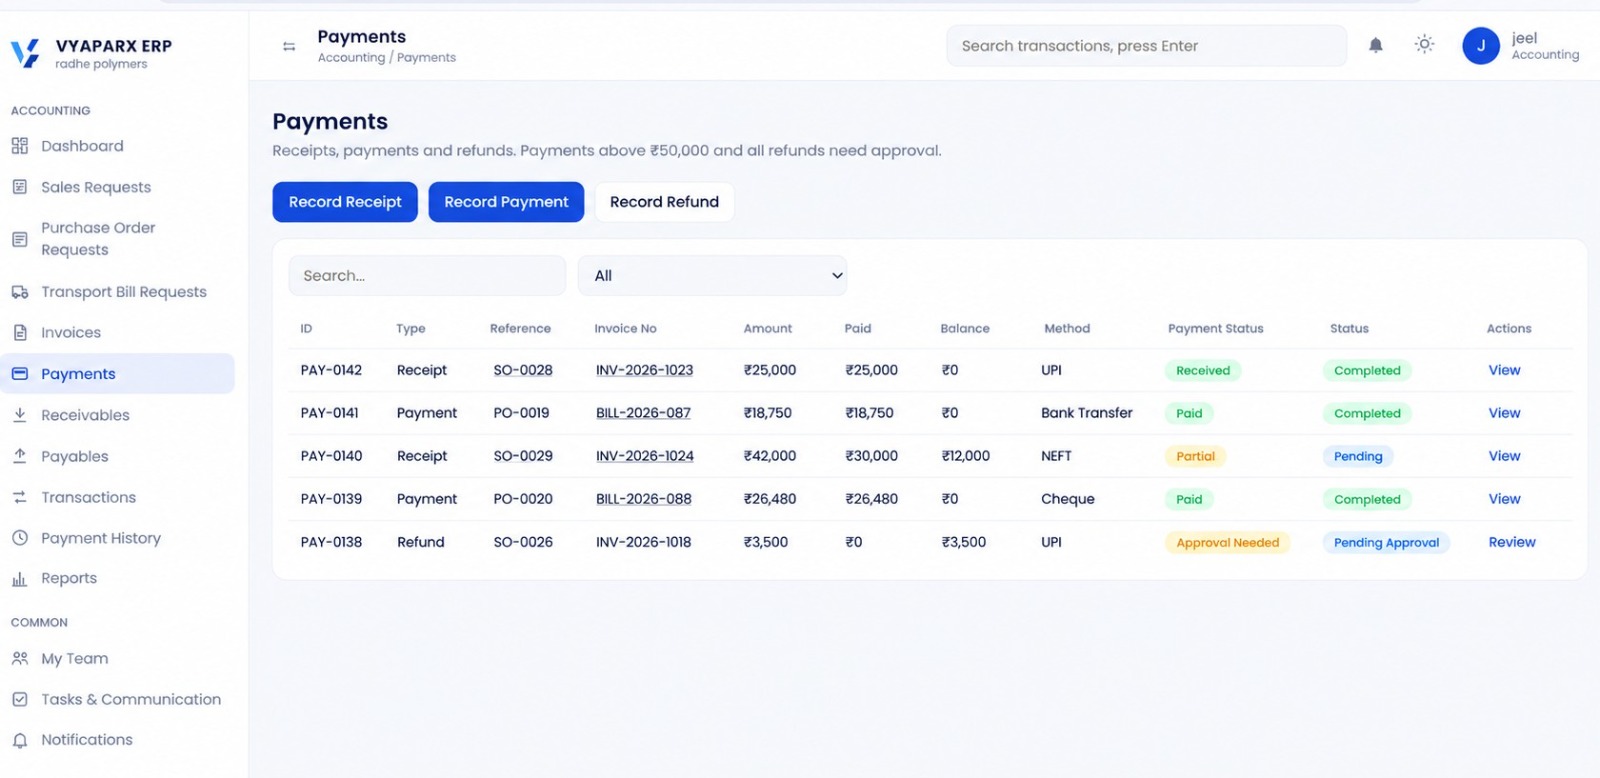 VYAPARX ERP
radhe polymers
ACCOUNTING
Dashboard
Sales Requests
Purchase Order
Requests
Transport Bill Requests
Invoices
Payments
Receivables
Payables
Transactions
Payment History
Reports
COMMON
My Team
Tasks & Communication
Notifications
Payments
Accounting / Payments
Search transactions, press Enter
J
jeel
Accounting
Payments
Receipts, payments and refunds. Payments above ₹50,000 and all refunds need approval.
Record Receipt Record Payment Record Refund
Search... All
ID Type Reference Invoice No Amount Paid Balance Method Payment Status Status Actions
PAY-0142 Receipt SO-0028 INV-2026-1023 ₹25,000 ₹25,000 ₹0 UPI Received Completed View
PAY-0141 Payment PO-0019 BILL-2026-087 ₹18,750 ₹18,750 ₹0 Bank Transfer Paid Completed View
PAY-0140 Receipt SO-0029 INV-2026-1024 ₹42,000 ₹30,000 ₹12,000 NEFT Partial Pending View
PAY-0139 Payment PO-0020 BILL-2026-088 ₹26,480 ₹26,480 ₹0 Cheque Paid Completed View
PAY-0138 Refund SO-0026 INV-2026-1018 ₹3,500 ₹0 ₹3,500 UPI Approval Needed Pending Approval Review